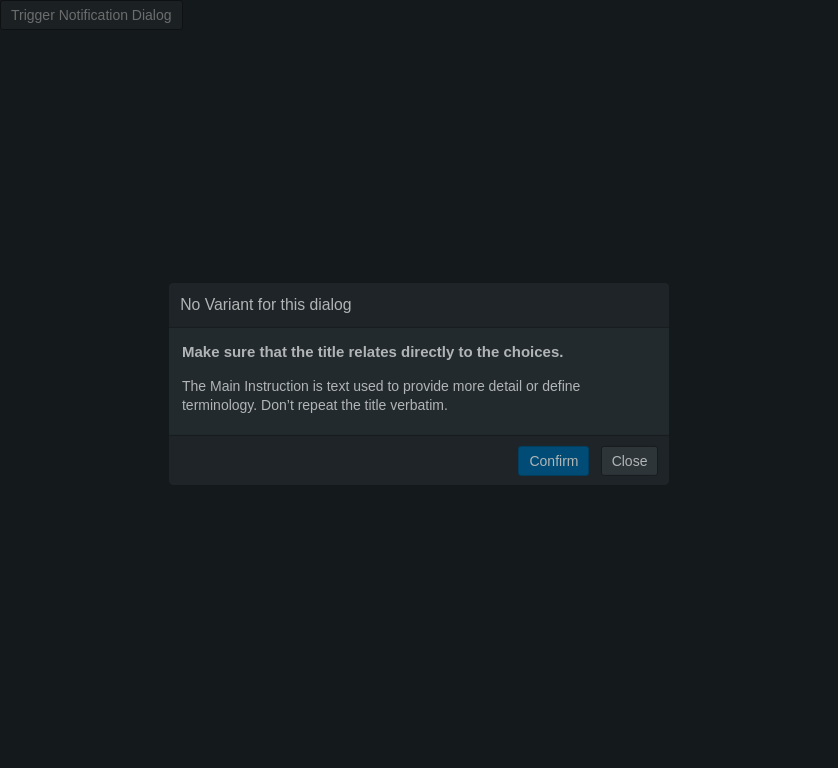 Trigger Notification Dialog
No Variant for this dialog
Make sure that the title relates directly to the choices.
The Main Instruction is text used to provide more detail or define
terminology. Don’t repeat the title verbatim.
Confirm Close